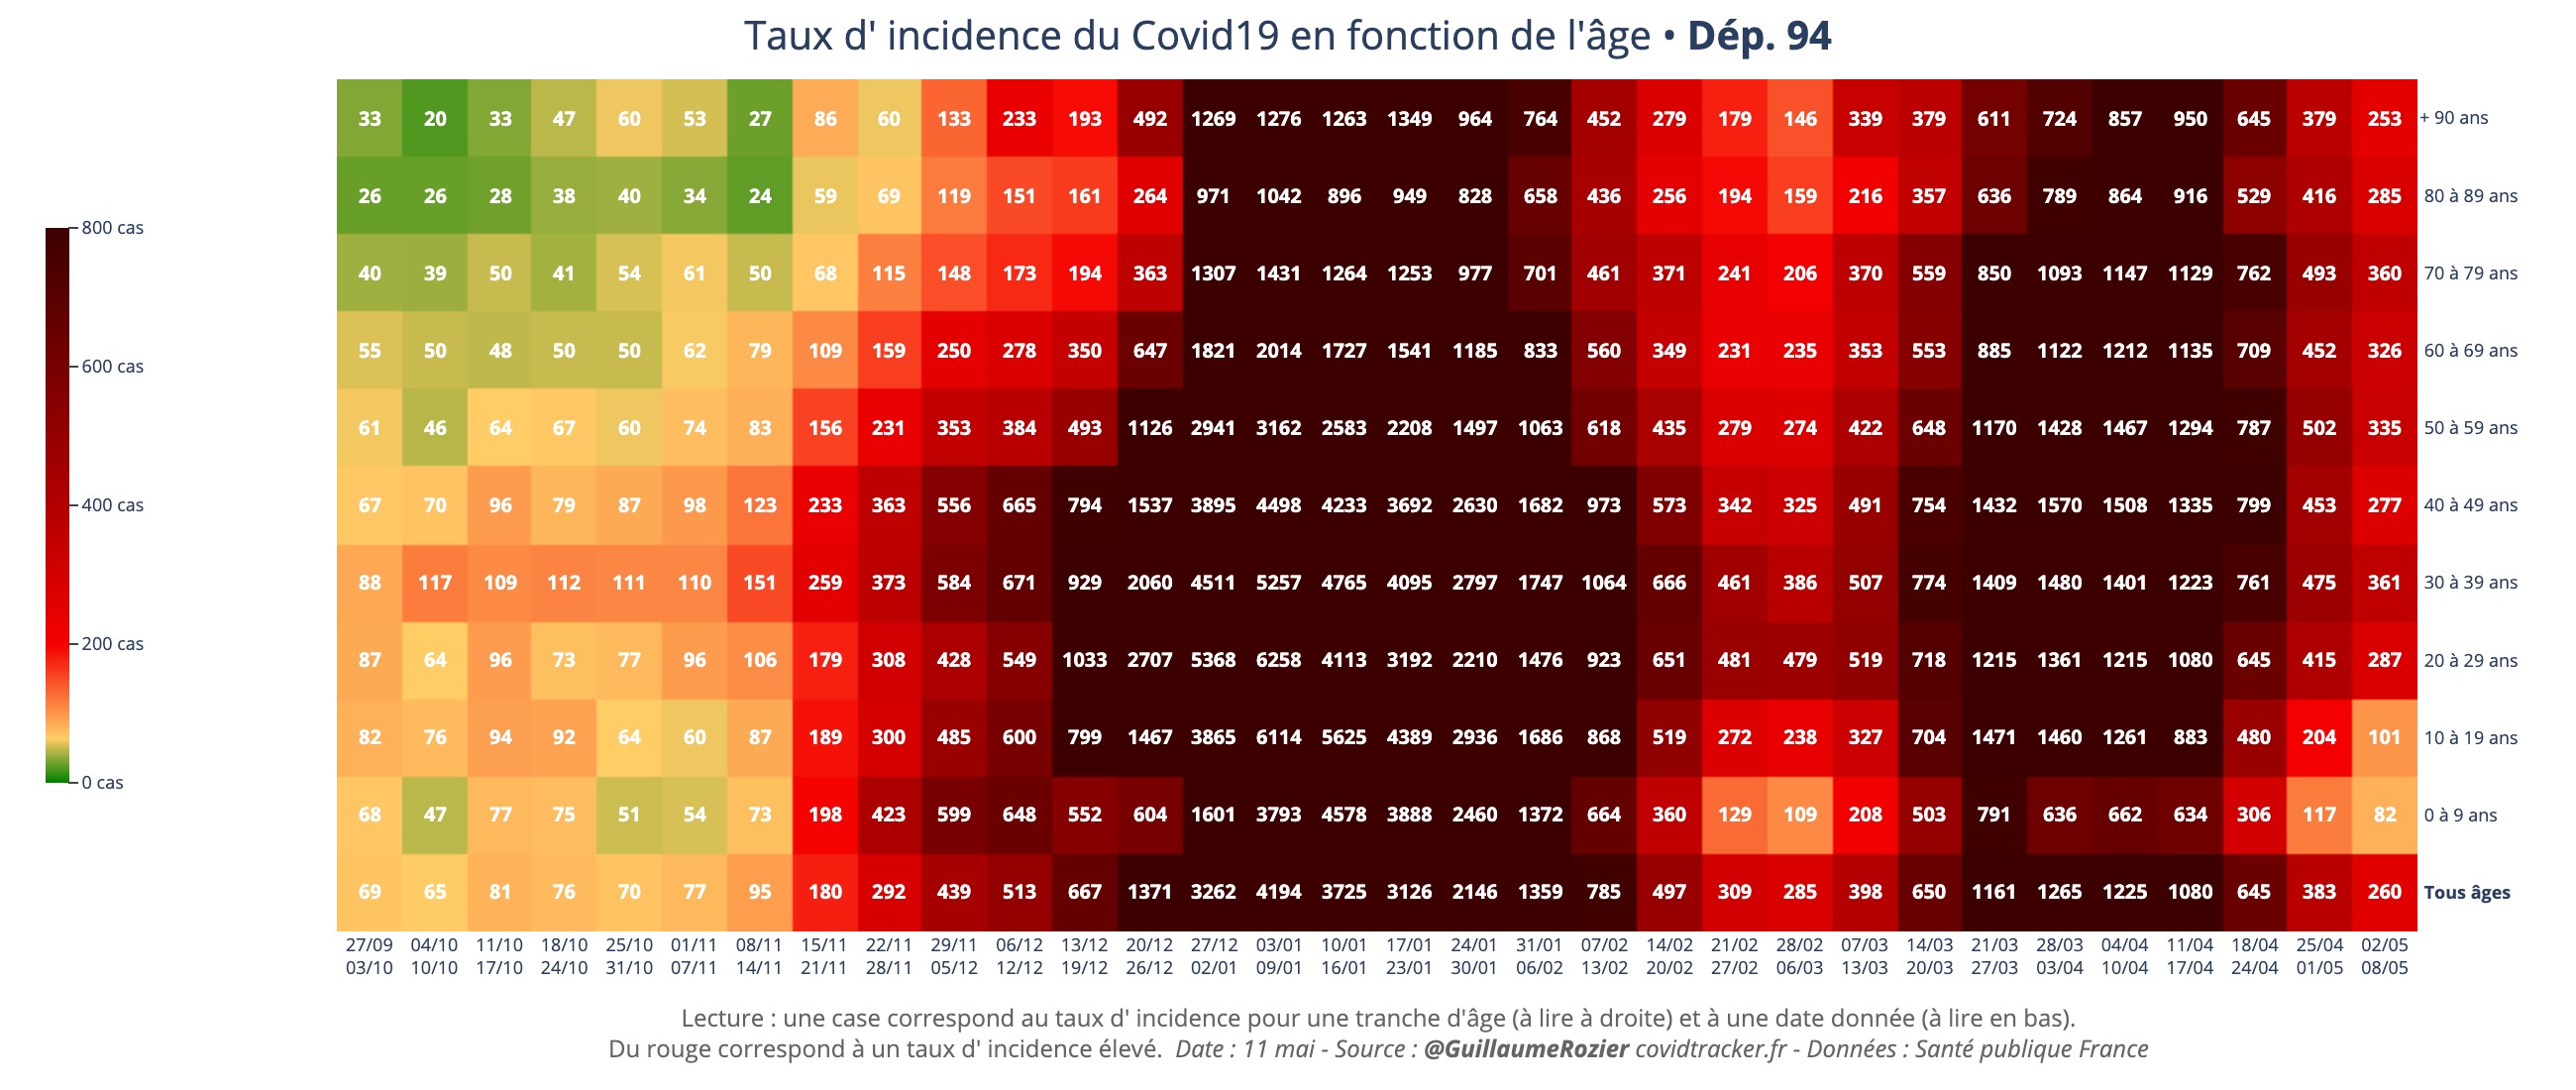 Taux d' incidence du Covid19 en fonction de l'âge • Dép. 94
800 cas
600 cas
400 cas
200 cas
0 cas
33 20 33 47 60 53 27 86 60 133 233 193 492 1269 1276 1263 1349 964 764 452 279 179 146 339 379 611 724 857 950 645 379 253 + 90 ans
26 26 28 38 40 34 24 59 69 119 151 161 264 971 1042 896 949 828 658 436 256 194 159 216 357 636 789 864 916 529 416 285 80 à 89 ans
40 39 50 41 54 61 50 68 115 148 173 194 363 1307 1431 1264 1253 977 701 461 371 241 206 370 559 850 1093 1147 1129 762 493 360 70 à 79 ans
55 50 48 50 50 62 79 109 159 250 278 350 647 1821 2014 1727 1541 1185 833 560 349 231 235 353 553 885 1122 1212 1135 709 452 326 60 à 69 ans
61 46 64 67 60 74 83 156 231 353 384 493 1126 2941 3162 2583 2208 1497 1063 618 435 279 274 422 648 1170 1428 1467 1294 787 502 335 50 à 59 ans
67 70 96 79 87 98 123 233 363 556 665 794 1537 3895 4498 4233 3692 2630 1682 973 573 342 325 491 754 1432 1570 1508 1335 799 453 277 40 à 49 ans
88 117 109 112 111 110 151 259 373 584 671 929 2060 4511 5257 4765 4095 2797 1747 1064 666 461 386 507 774 1409 1480 1401 1223 761 475 361 30 à 39 ans
87 64 96 73 77 96 106 179 308 428 549 1033 2707 5368 6258 4113 3192 2210 1476 923 651 481 479 519 718 1215 1361 1215 1080 645 415 287 20 à 29 ans
82 76 94 92 64 60 87 189 300 485 600 799 1467 3865 6114 5625 4389 2936 1686 868 519 272 238 327 704 1471 1460 1261 883 480 204 101 10 à 19 ans
68 47 77 75 51 54 73 198 423 599 648 552 604 1601 3793 4578 3888 2460 1372 664 360 129 109 208 503 791 636 662 634 306 117 82 0 à 9 ans
69 65 81 76 70 77 95 180 292 439 513 667 1371 3262 4194 3725 3126 2146 1359 785 497 309 285 398 650 1161 1265 1225 1080 645 383 260 Tous âges
27/09 04/10 11/10 18/10 25/10 01/11 08/11 15/11 22/11 29/11 06/12 13/12 20/12 27/12 03/01 10/01 17/01 24/01 31/01 07/02 14/02 21/02 28/02 07/03 14/03 21/03 28/03 04/04 11/04 18/04 25/04 02/05
03/10 10/10 17/10 24/10 31/10 07/11 14/11 21/11 28/11 05/12 12/12 19/12 26/12 02/01 09/01 16/01 23/01 30/01 06/02 13/02 20/02 27/02 06/03 13/03 20/03 27/03 03/04 10/04 17/04 24/04 01/05 08/05
Lecture : une case correspond au taux d' incidence pour une tranche d'âge (à lire à droite) et à une date donnée (à lire en bas).
Du rouge correspond à un taux d' incidence élevé. Date : 11 mai - Source : @GuillaumeRozier covidtracker.fr - Données : Santé publique France